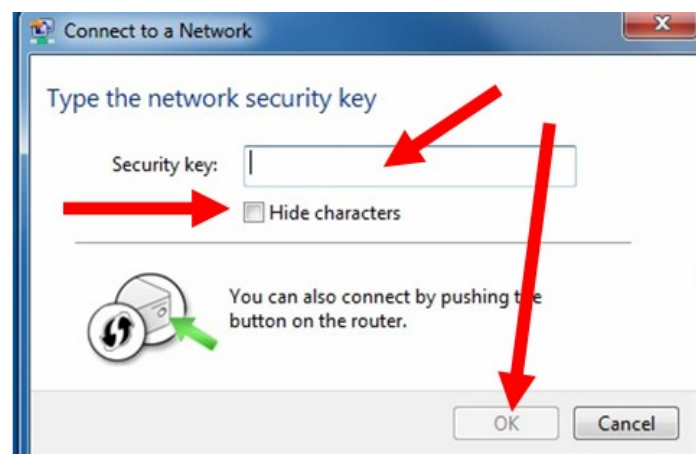 Connect to a Network
Type the network security key
Security key:
Hide characters
You can also connect by pushing the
button on the router.
OK
Cancel